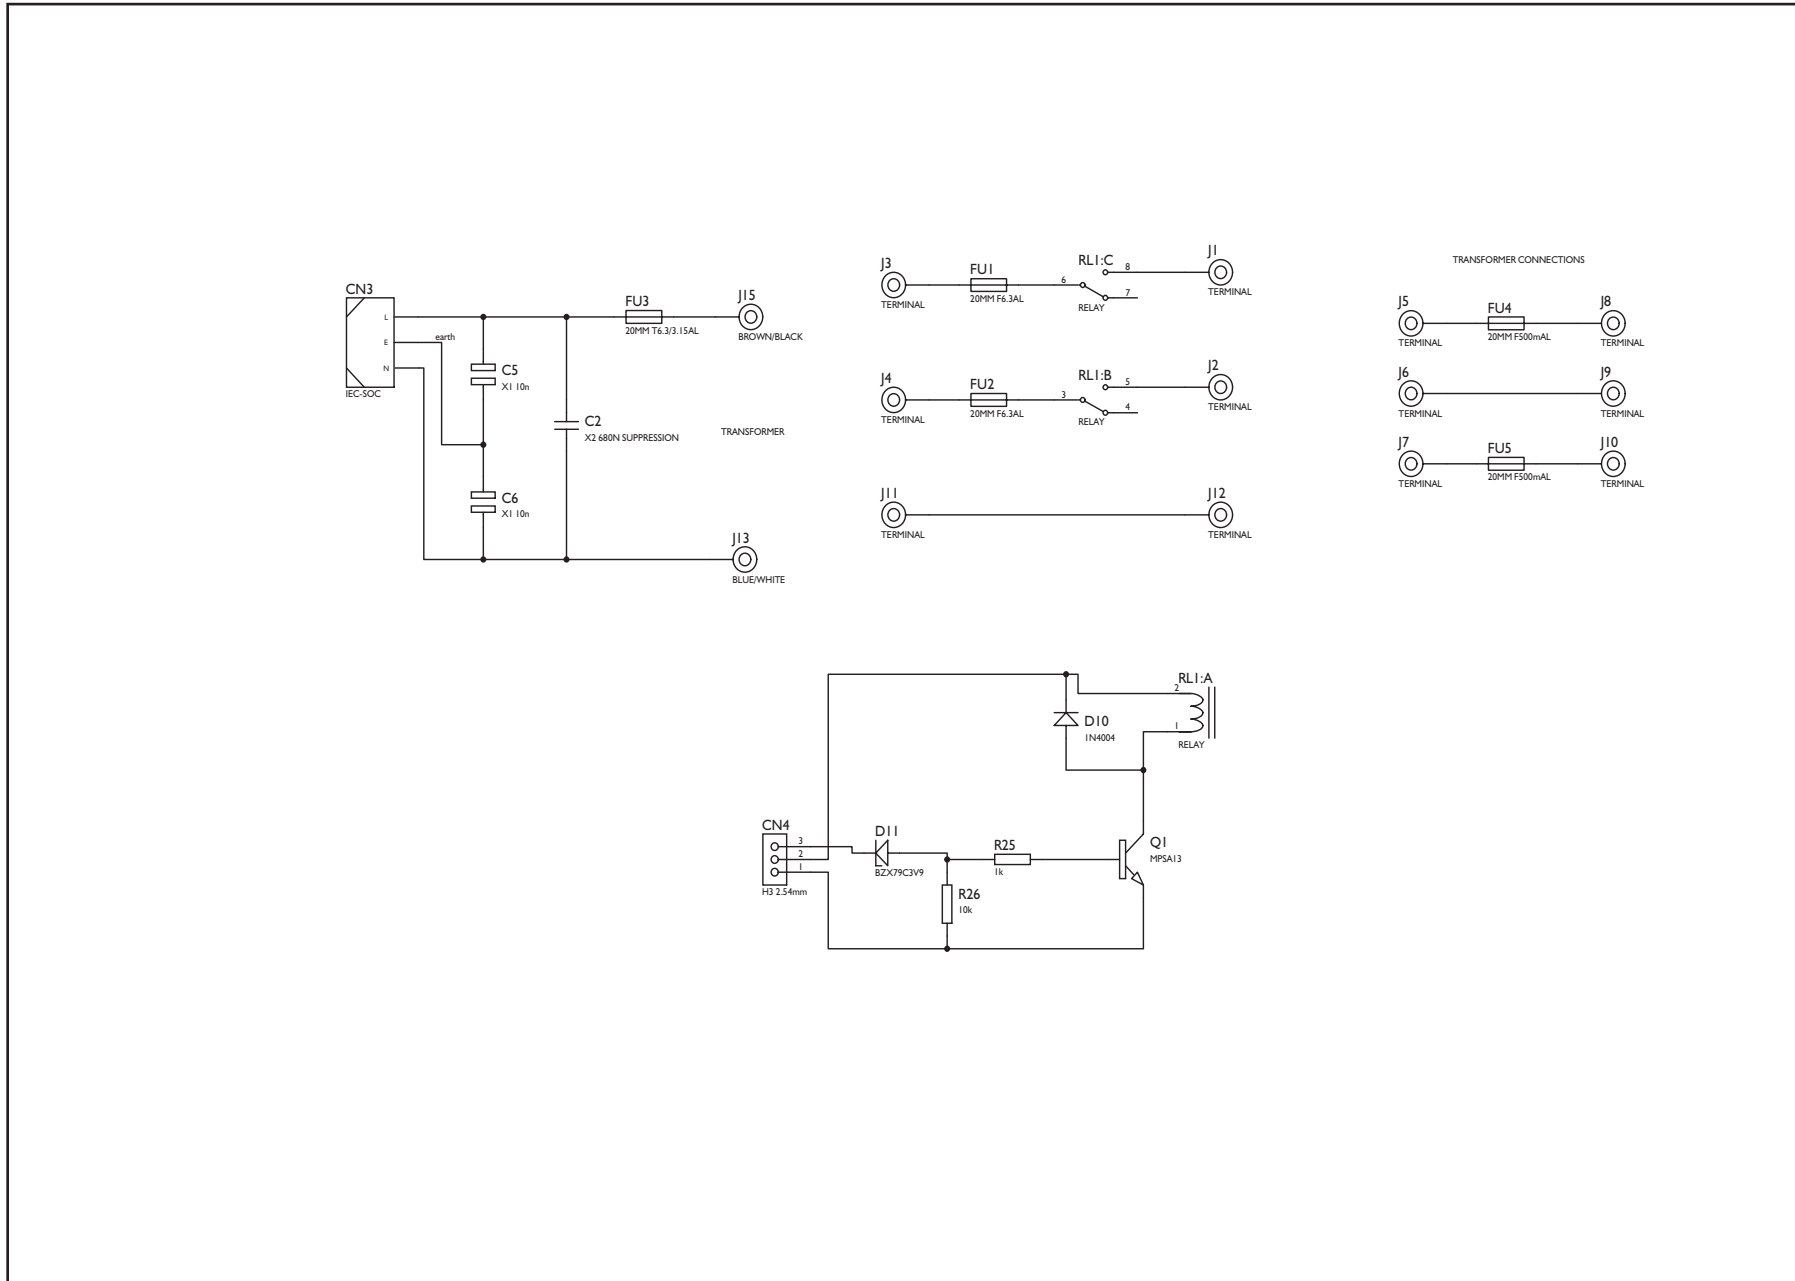 CN3
L
E
N
IEC-SOC
earth
C5
X1 10n
C6
X1 10n
C2
X2 680N SUPPRESSION
FU3
20MM T6.3/3.15AL
J15
BROWN/BLACK
TRANSFORMER
J13
BLUE/WHITE
J3
TERMINAL
FU1
20MM F6.3AL
RL1:C
6
8
7
RELAY
J1
TERMINAL
J4
TERMINAL
FU2
20MM F6.3AL
RL1:B
3
5
4
RELAY
J2
TERMINAL
J11
TERMINAL
J12
TERMINAL
TRANSFORMER CONNECTIONS
J5
TERMINAL
FU4
20MM F500mAL
J8
TERMINAL
J6
TERMINAL
J9
TERMINAL
J7
TERMINAL
FU5
20MM F500mAL
J10
TERMINAL
RL1:A
2
1
RELAY
D10
1N4004
CN4
3
2
1
H3 2.54mm
D11
BZX79C3V9
R25
1k
R26
10k
Q1
MPSA13